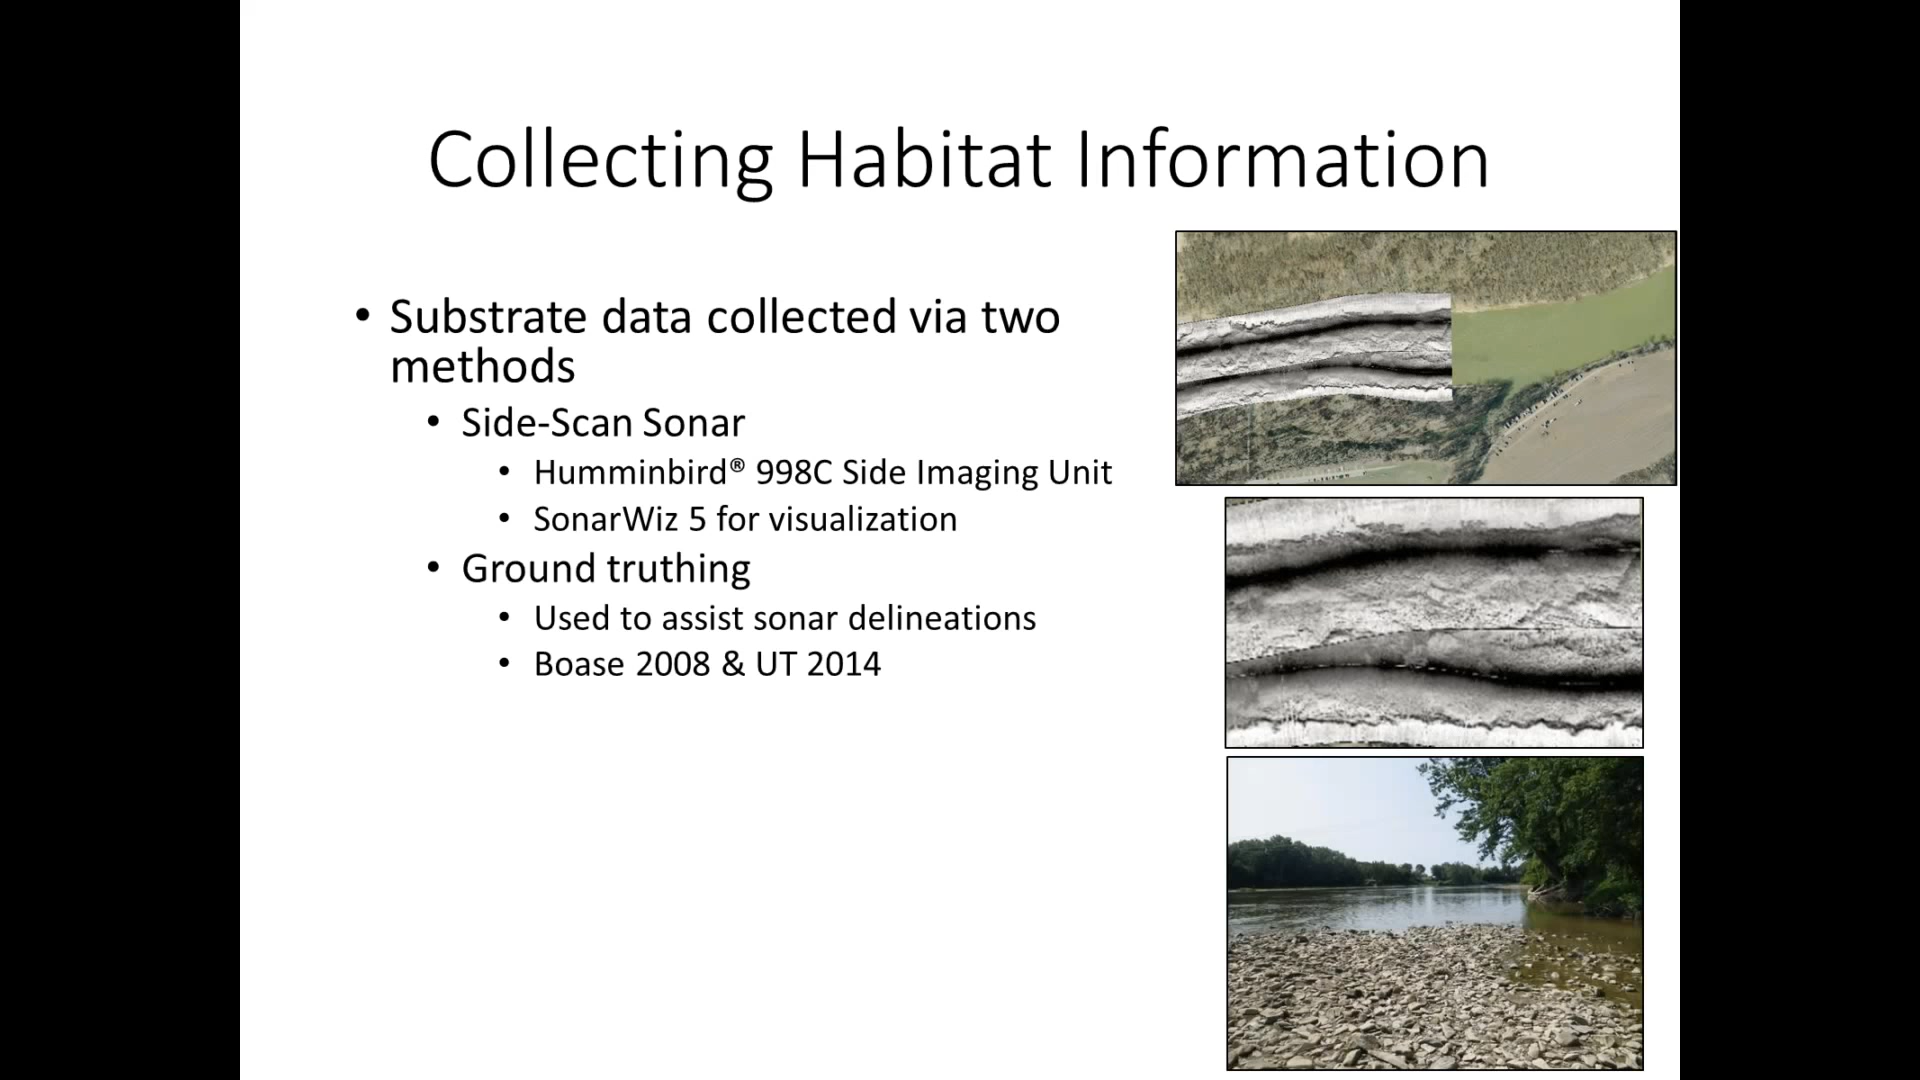 Collecting Habitat Information
• Substrate data collected via two
methods
• Side-Scan Sonar
• Humminbird® 998C Side Imaging Unit
• SonarWiz 5 for visualization
• Ground truthing
• Used to assist sonar delineations
• Boase 2008 & UT 2014